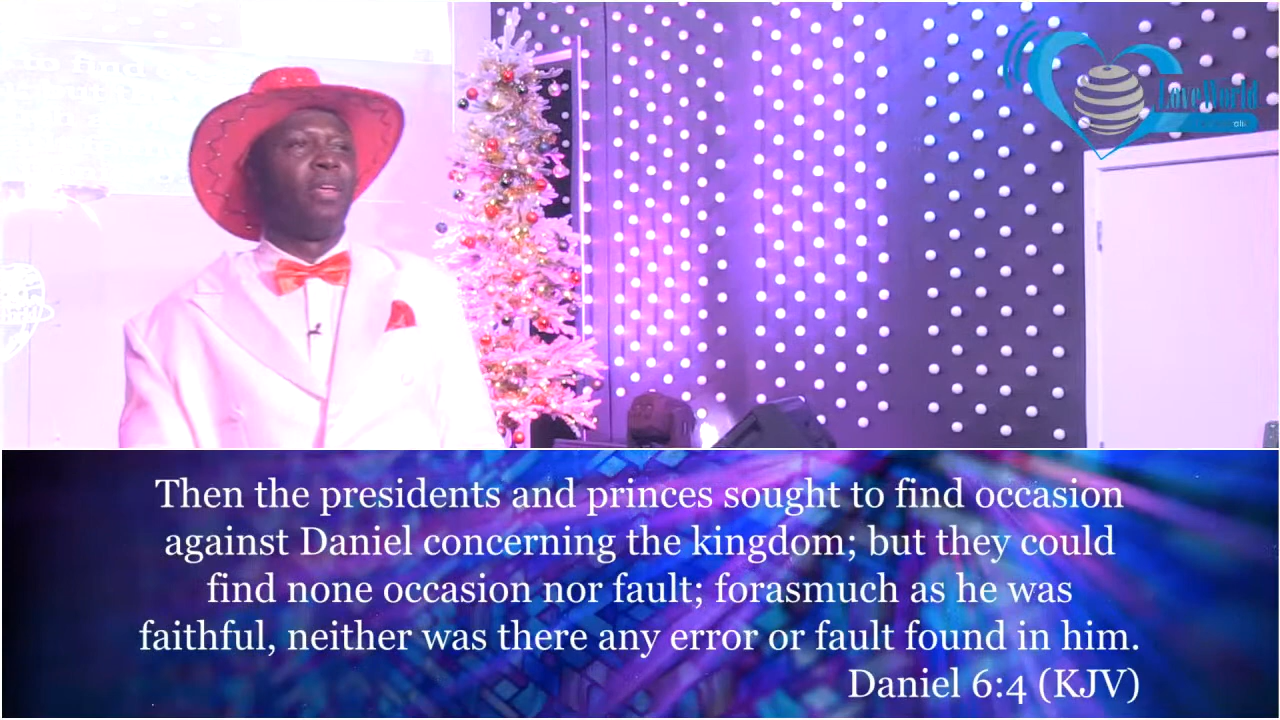 LoveWorld
Then the presidents and princes sought to find occasion
against Daniel concerning the kingdom; but they could
find none occasion nor fault; forasmuch as he was
faithful, neither was there any error or fault found in him.
Daniel 6:4 (KJV)